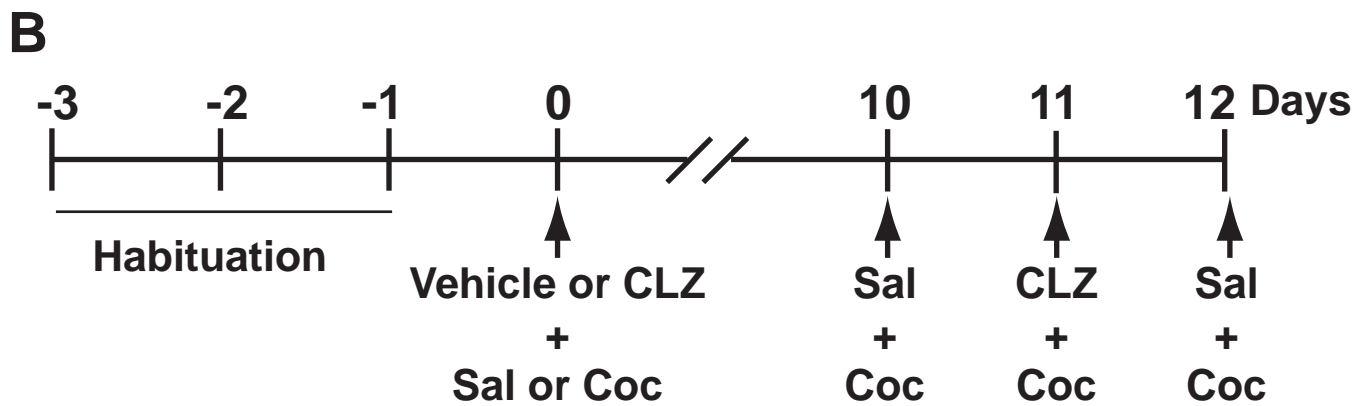 B
-3 -2 -1 0 10 11 12 Days
Habituation
Vehicle or CLZ Sal CLZ Sal
+ + + +
Sal or Coc Coc Coc Coc